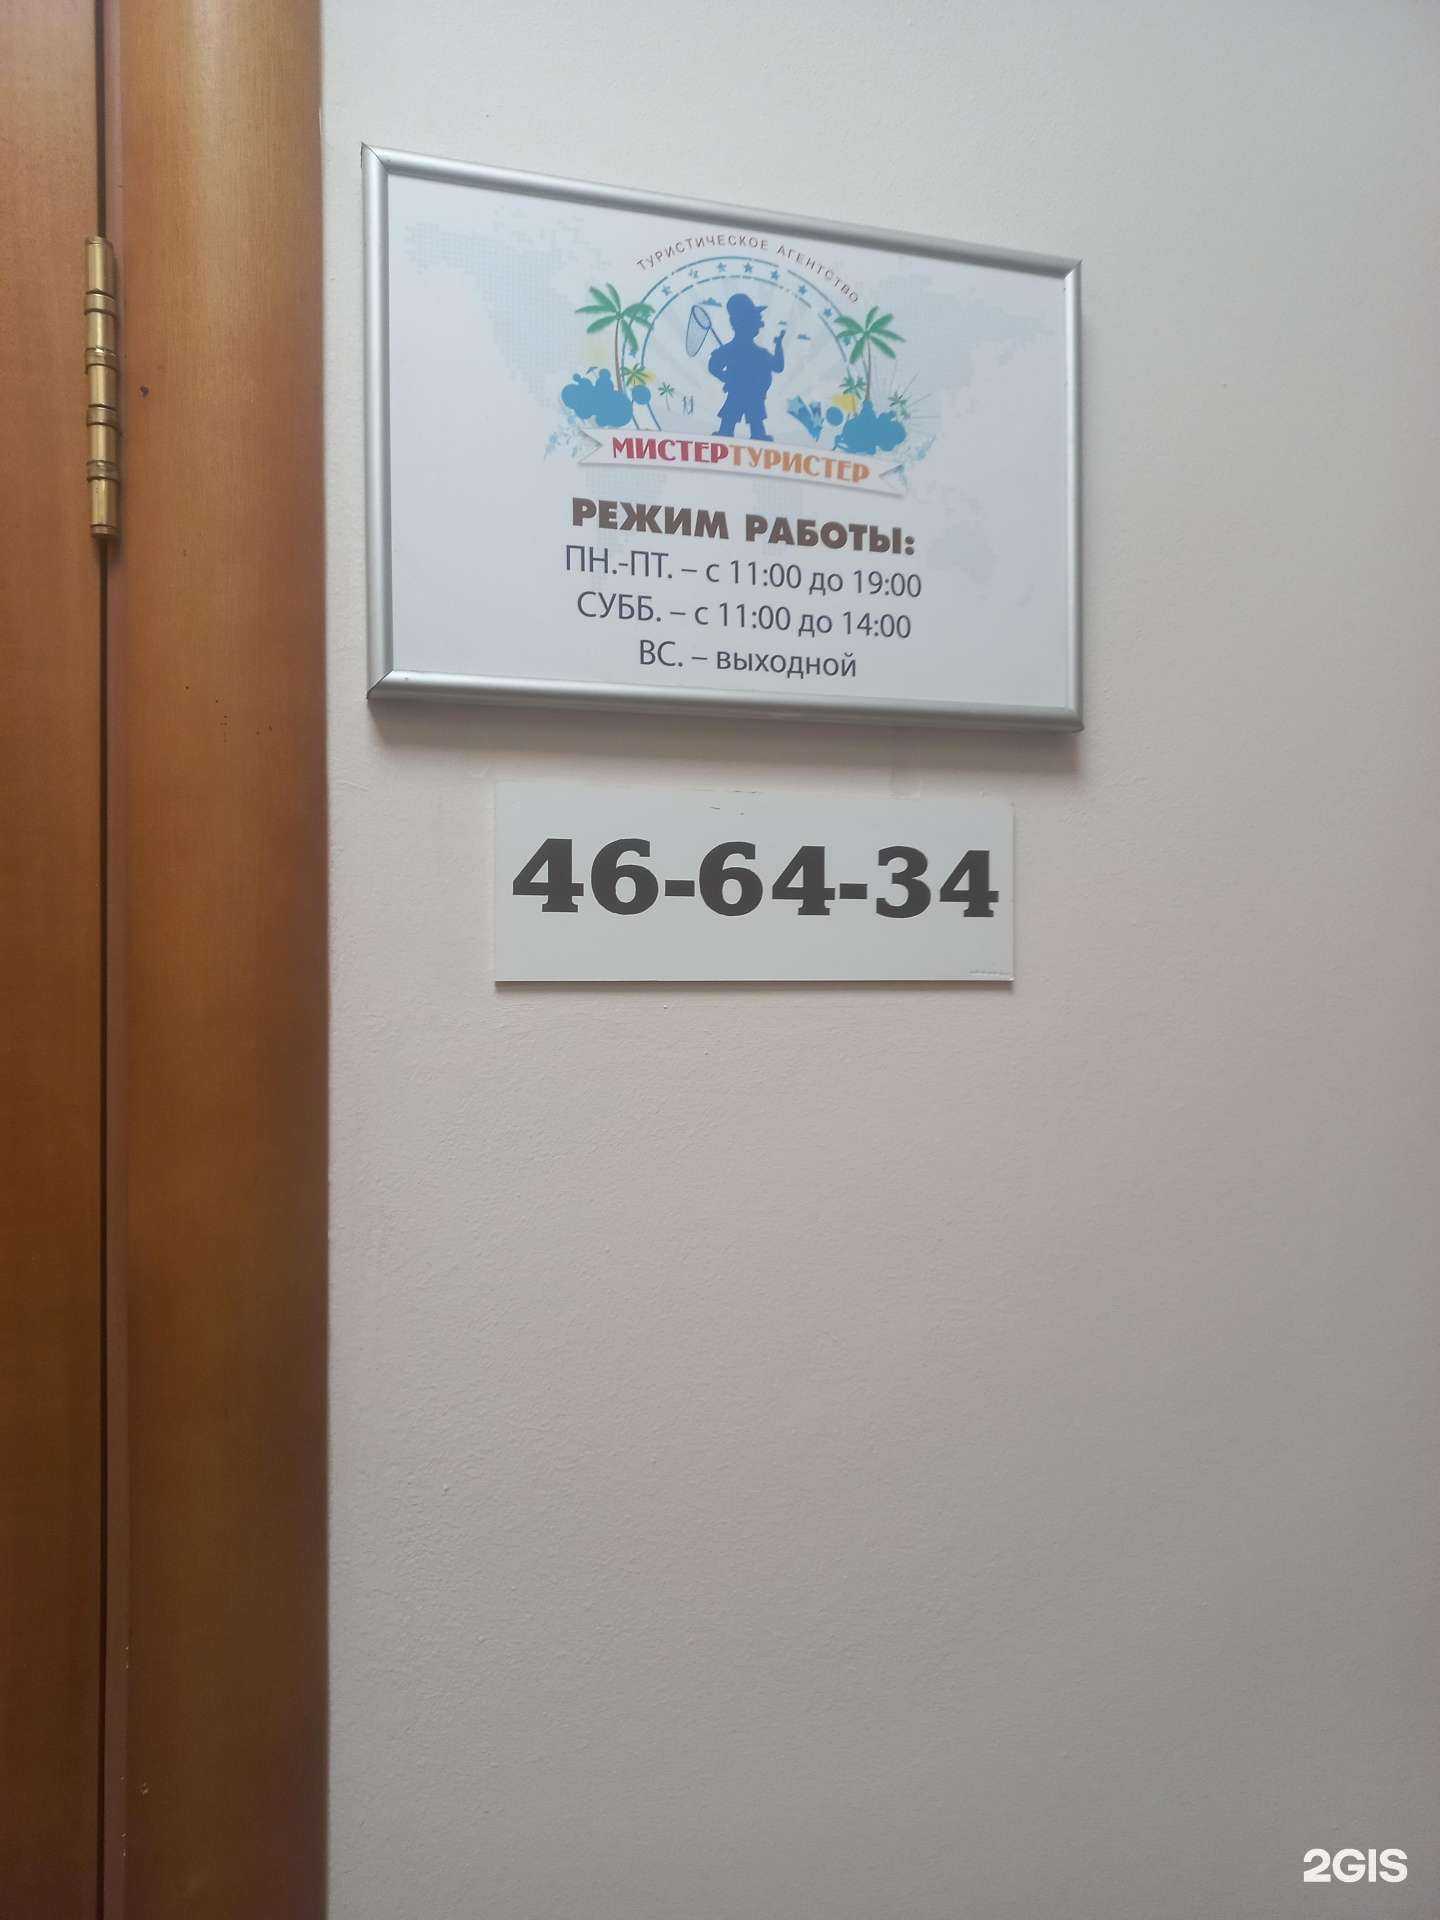 ТУРИСТИЧЕСКОЕ АГЕНТСТВО
МИСТЕРТУРИСТЕР
РЕЖИМ РАБОТЫ:
ПН.-ПТ. – с 11:00 до 19:00
СУББ. – с 11:00 до 14:00
ВС. – выходной
46-64-34
2GIS